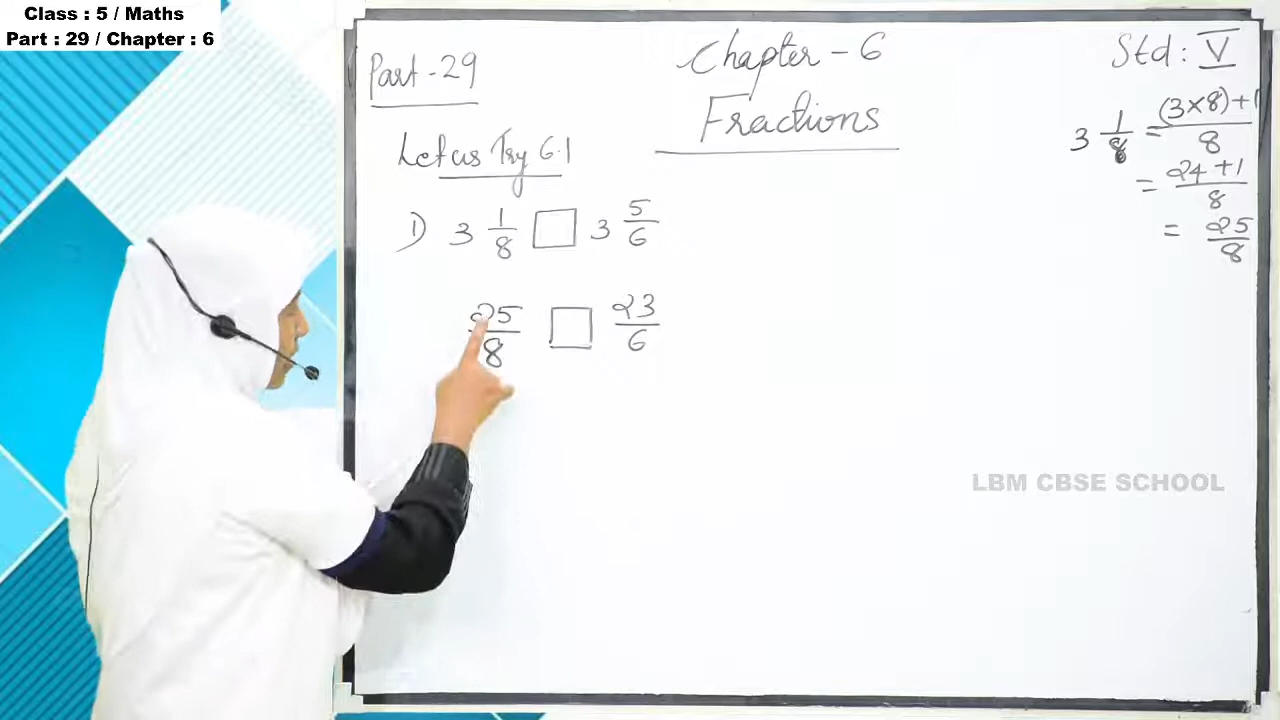 Class : 5 / Maths
Part : 29 / Chapter : 6
Part - 29
Chapter - 6
Fractions
Std : V
Let us Try 6.1
1) 3 1/8 □ 3 5/6
25/8 □ 23/6
3 1/8 = (3×8)+1/8
= 24+1/8
= 25/8
LBM CBSE SCHOOL